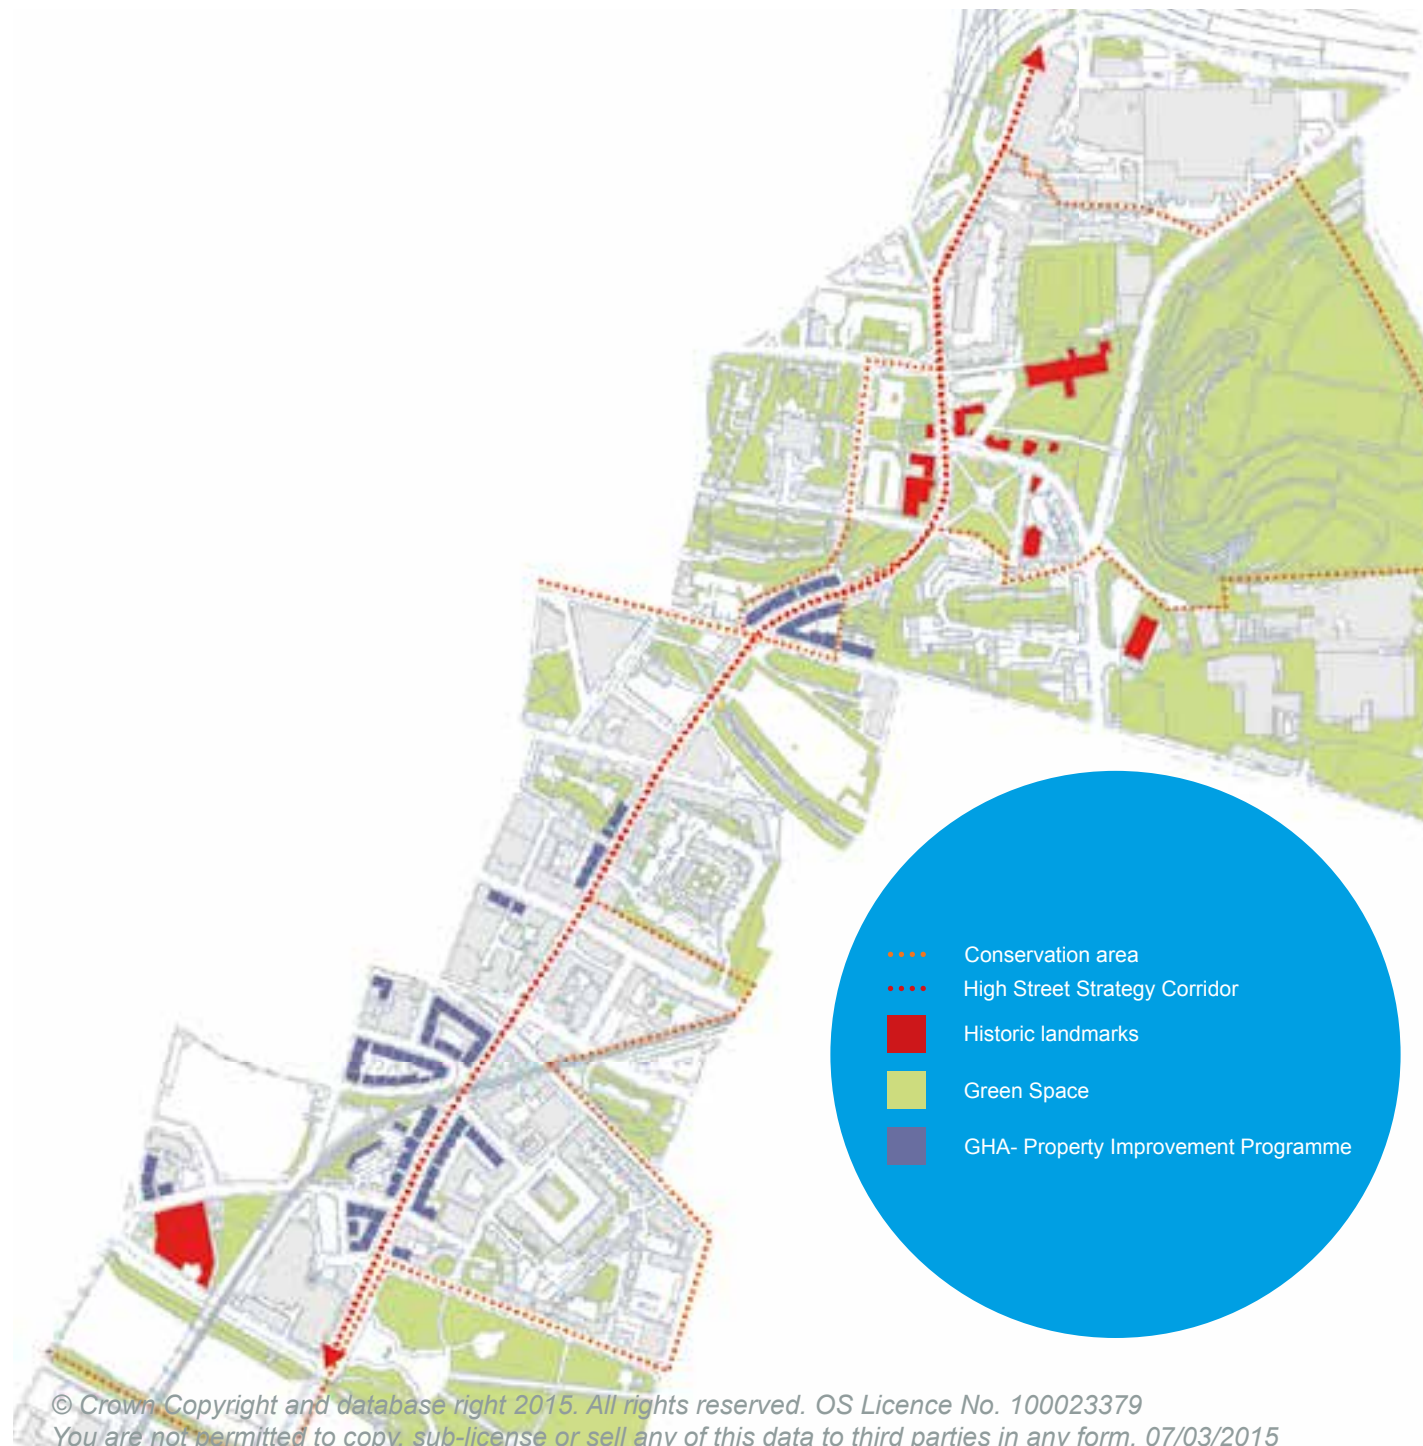 Conservation area
High Street Strategy Corridor
Historic landmarks
Green Space
GHA- Property Improvement Programme
© Crown Copyright and database right 2015. All rights reserved. OS Licence No. 100023379
You are not permitted to copy, sub-license or sell any of this data to third parties in any form. 07/03/2015